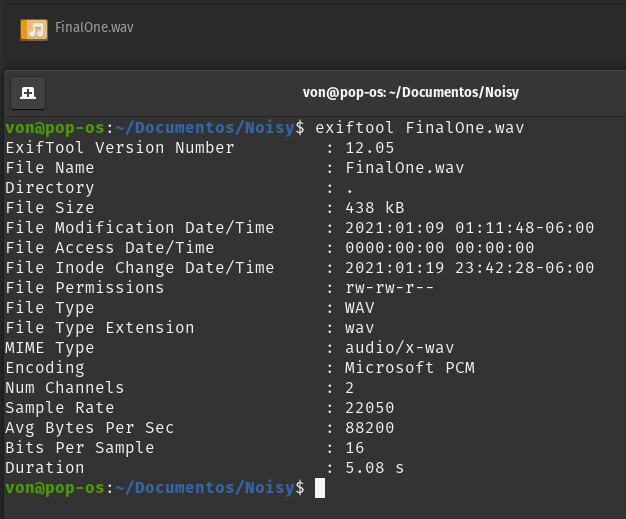 FinalOne.wav
von@pop-os: ~/Documentos/Noisy
von@pop-os:~/Documentos/Noisy$ exiftool FinalOne.wav
ExifTool Version Number         : 12.05
File Name                       : FinalOne.wav
Directory                       : .
File Size                       : 438 kB
File Modification Date/Time     : 2021:01:09 01:11:48-06:00
File Access Date/Time           : 0000:00:00 00:00:00
File Inode Change Date/Time     : 2021:01:19 23:42:28-06:00
File Permissions                : rw-rw-r--
File Type                       : WAV
File Type Extension             : wav
MIME Type                       : audio/x-wav
Encoding                        : Microsoft PCM
Num Channels                    : 2
Sample Rate                     : 22050
Avg Bytes Per Sec               : 88200
Bits Per Sample                 : 16
Duration                        : 5.08 s
von@pop-os:~/Documentos/Noisy$